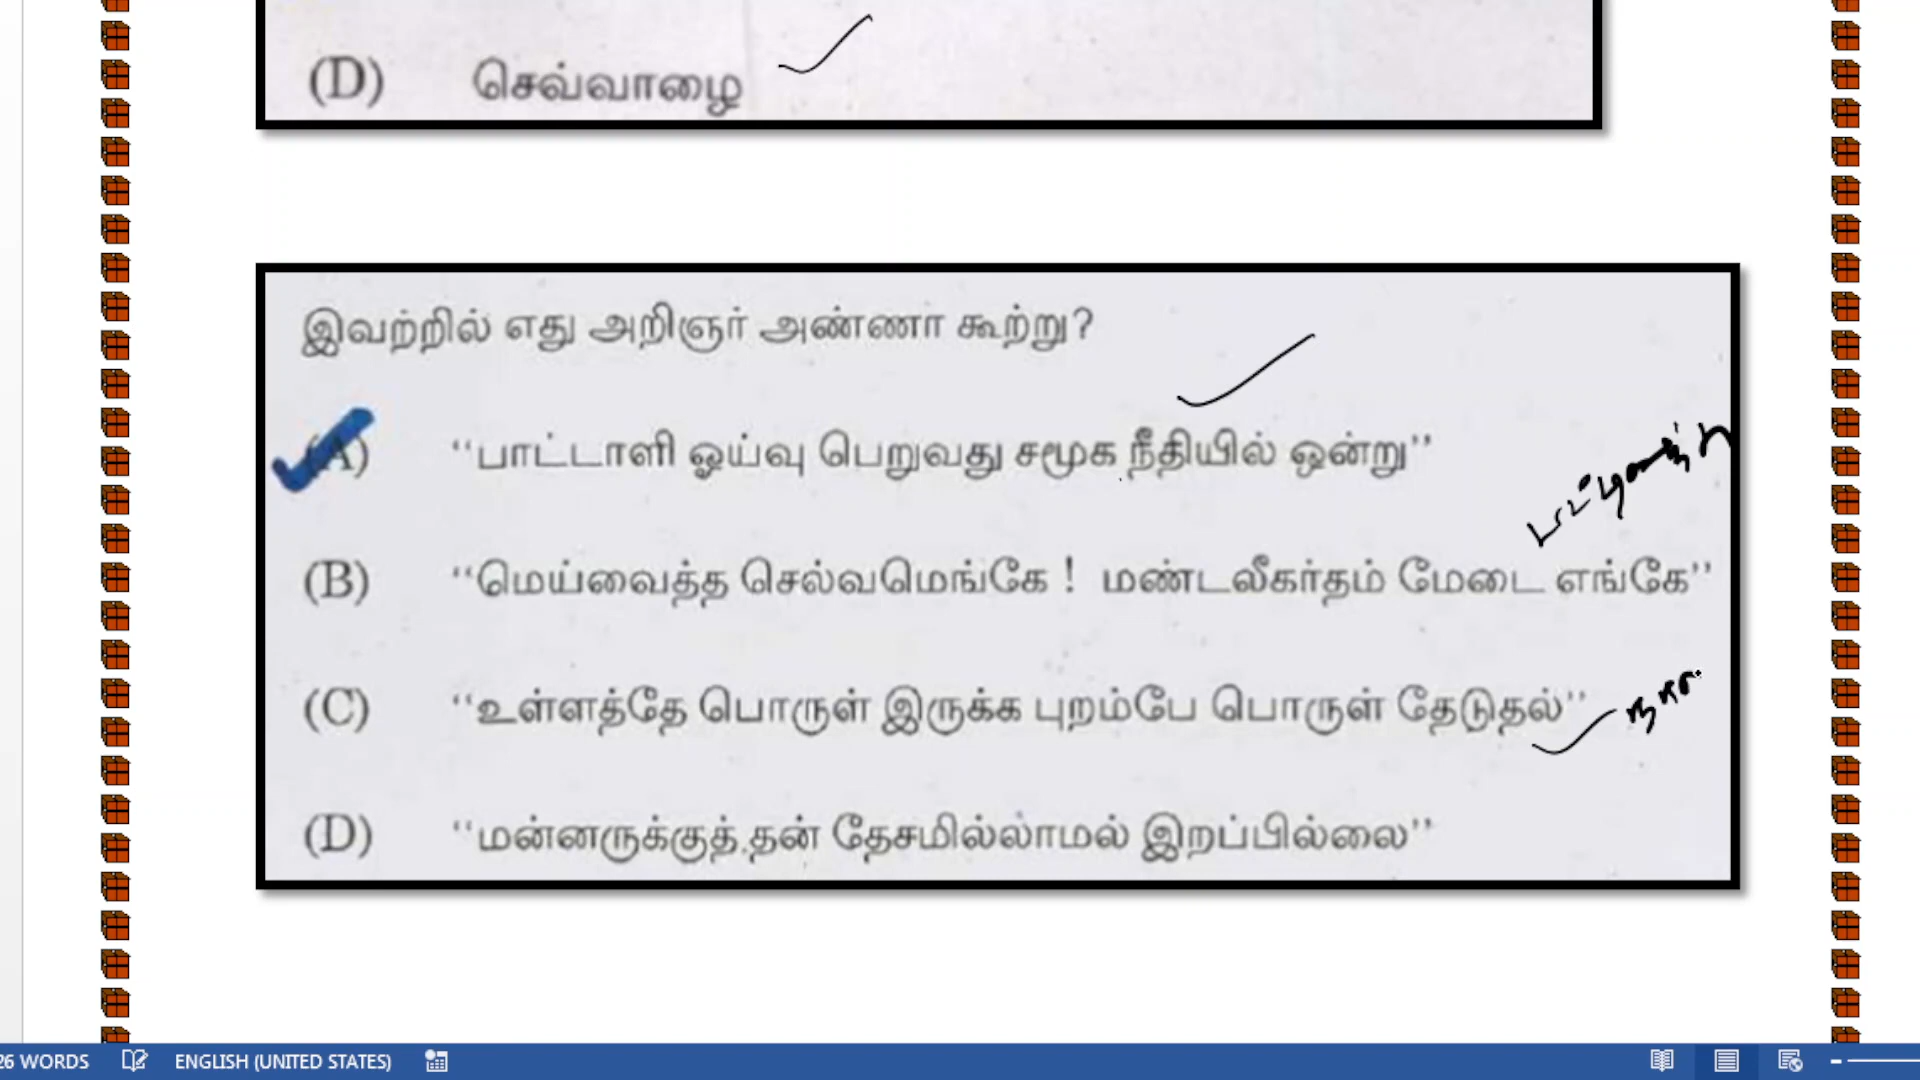 (D) செவ்வாழை
இவற்றில் எது அறிஞர் அண்ணா கூற்று?
(A) “பாட்டாளி ஓய்வு பெறுவது சமூக நீதியில் ஒன்று”
(B) “மெய்வைத்த செல்வமெங்கே ! மண்டலீகர்தம் மேடை எங்கே”
(C) “உள்ளத்தே பொருள் இருக்க புறம்பே பொருள் தேடுதல்”
(D) “மன்னருக்குத் தன் தேசமில்லாமல் இறப்பில்லை”
26 WORDS ENGLISH (UNITED STATES)